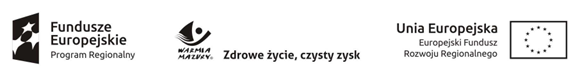 Fundusze
Europejskie
Program Regionalny
WARMIA
MAZURY
Zdrowe życie, czysty zysk
Unia Europejska
Europejski Fundusz
Rozwoju Regionalnego